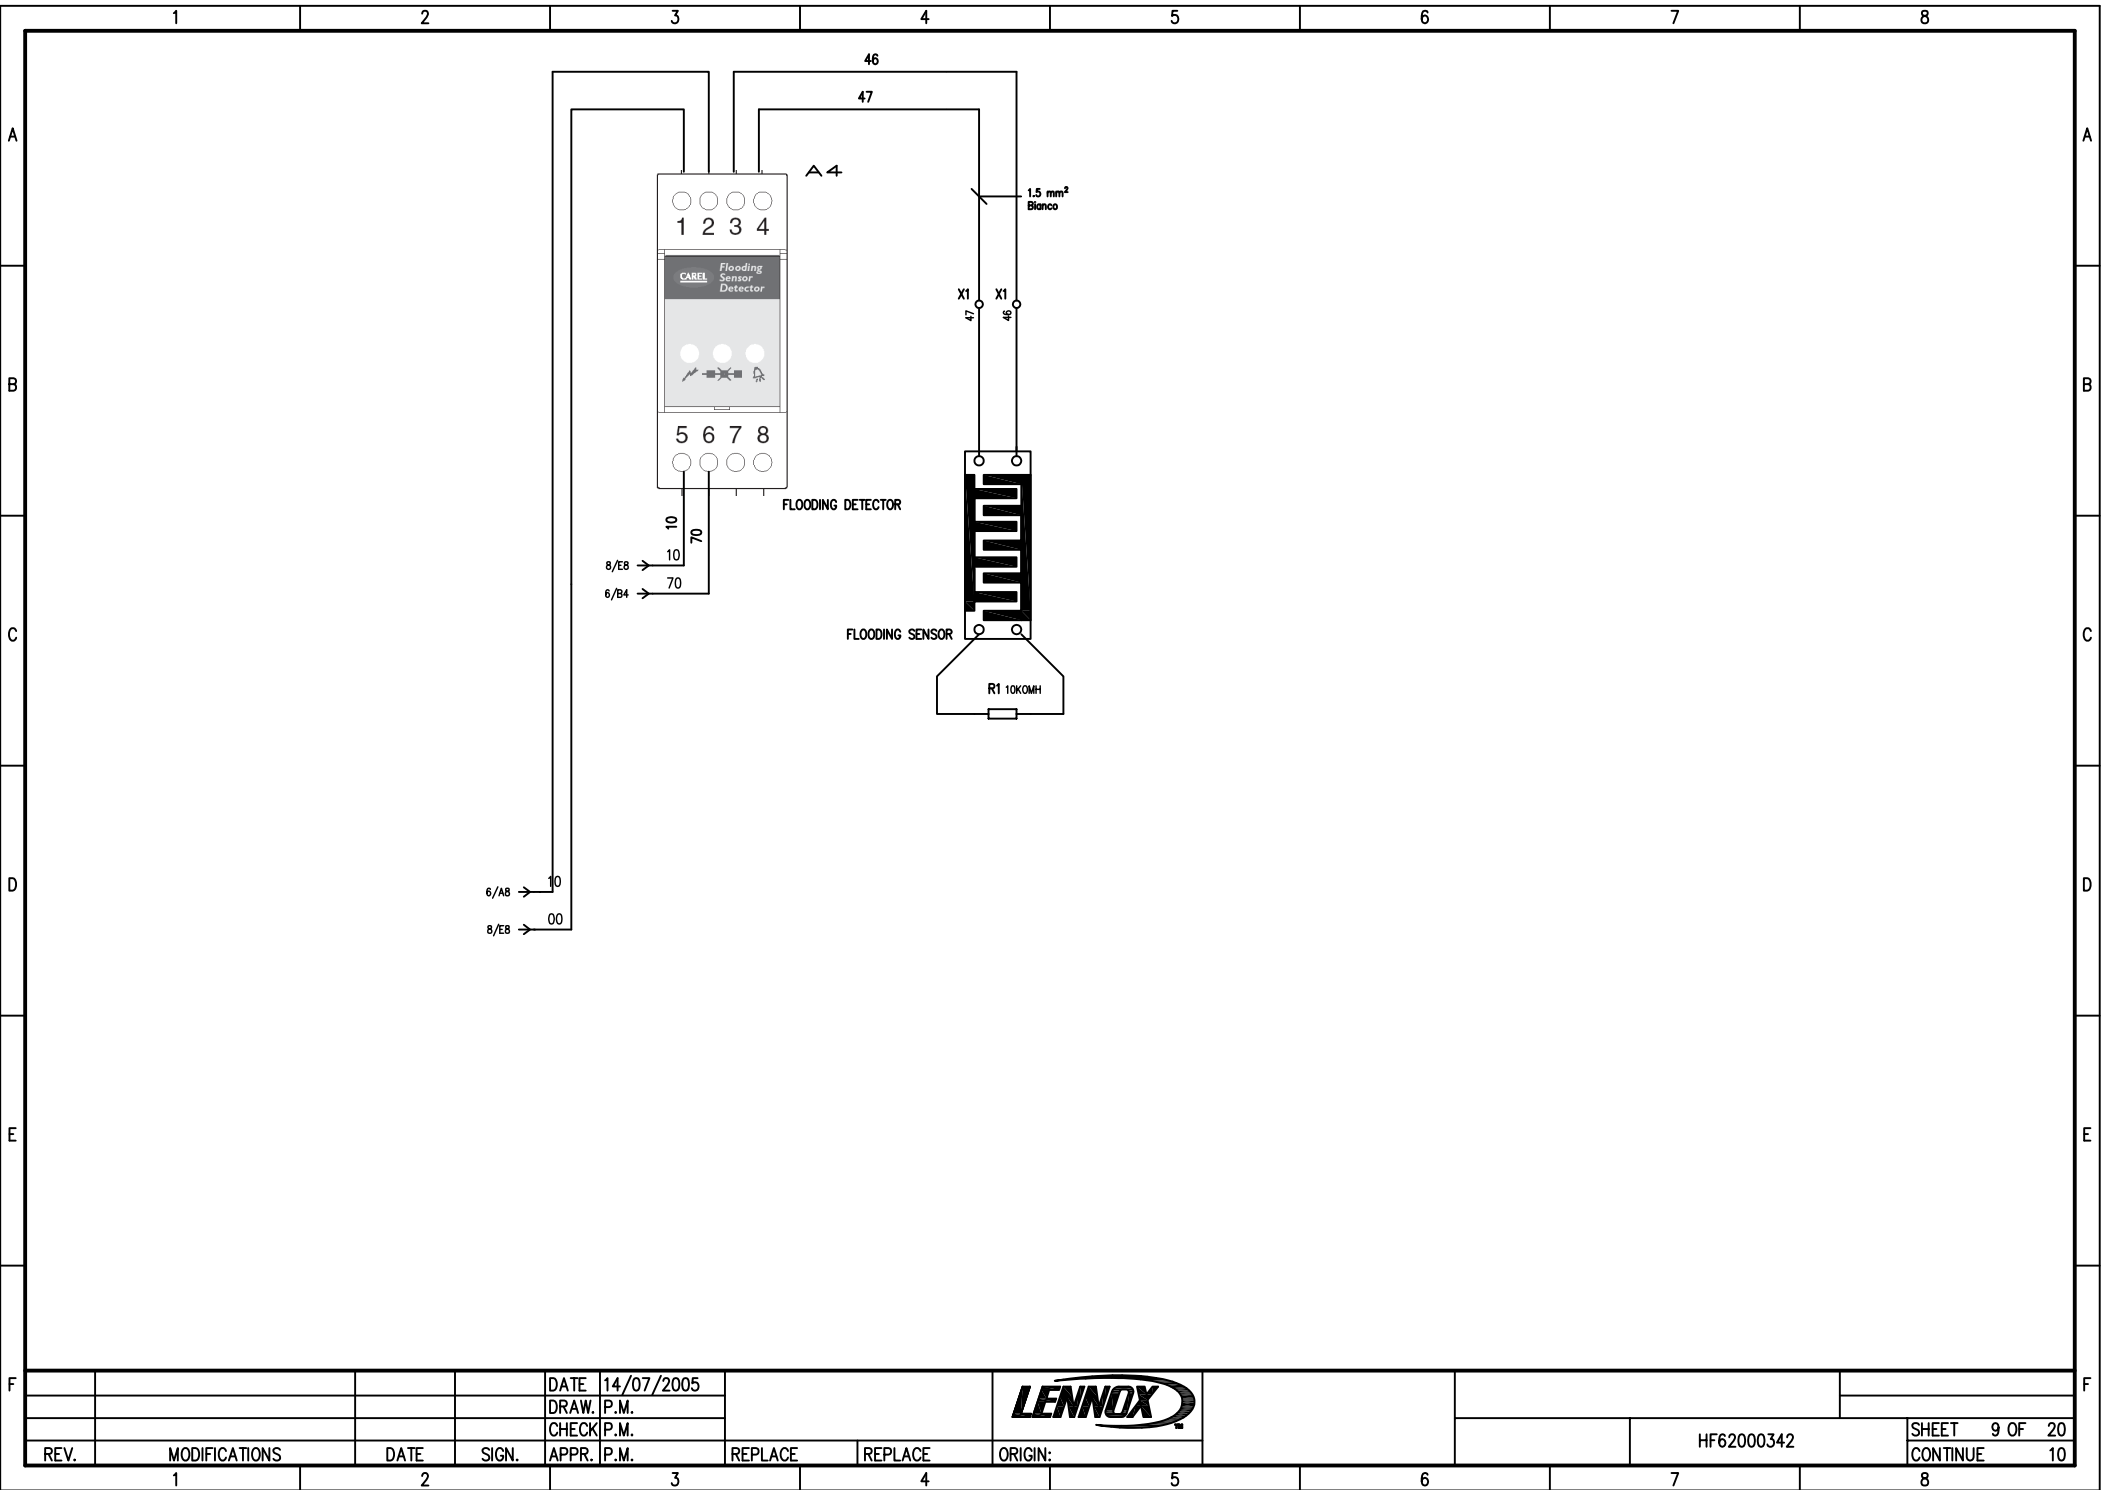 1 2 3 4 5 6 7 8
46
47
A A
A4
1.5 mm²
Bianco
1 2 3 4
CAREL
Flooding
Sensor
Detector
X1 X1
47 46
B B
5 6 7 8
FLOODING DETECTOR
10 70
8/E8 10
6/B4 70
C C
FLOODING SENSOR
R1 10KOMH
D D
6/A8 10
8/E8 00
E E
F F
DATE 14/07/2005
DRAW. P.M.
CHECK P.M.
REV. MODIFICATIONS DATE SIGN. APPR. P.M. REPLACE REPLACE ORIGIN:
LENNOX TM
HF62000342
SHEET 9 OF 20
CONTINUE 10
1 2 3 4 5 6 7 8